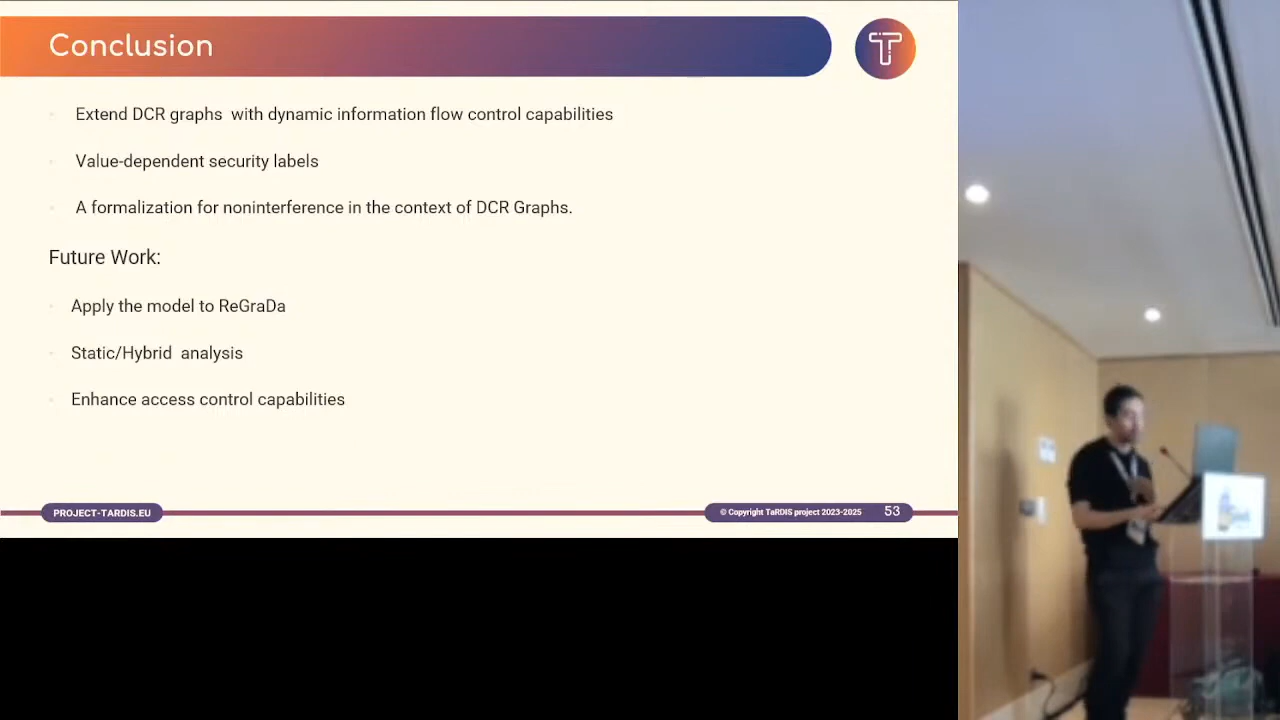 Conclusion
T
Extend DCR graphs with dynamic information flow control capabilities
Value-dependent security labels
A formalization for noninterference in the context of DCR Graphs.
Future Work:
Apply the model to ReGraDa
Static/Hybrid analysis
Enhance access control capabilities
PROJECT-TARDIS.EU
© Copyright TaRDIS project 2023-2025
53